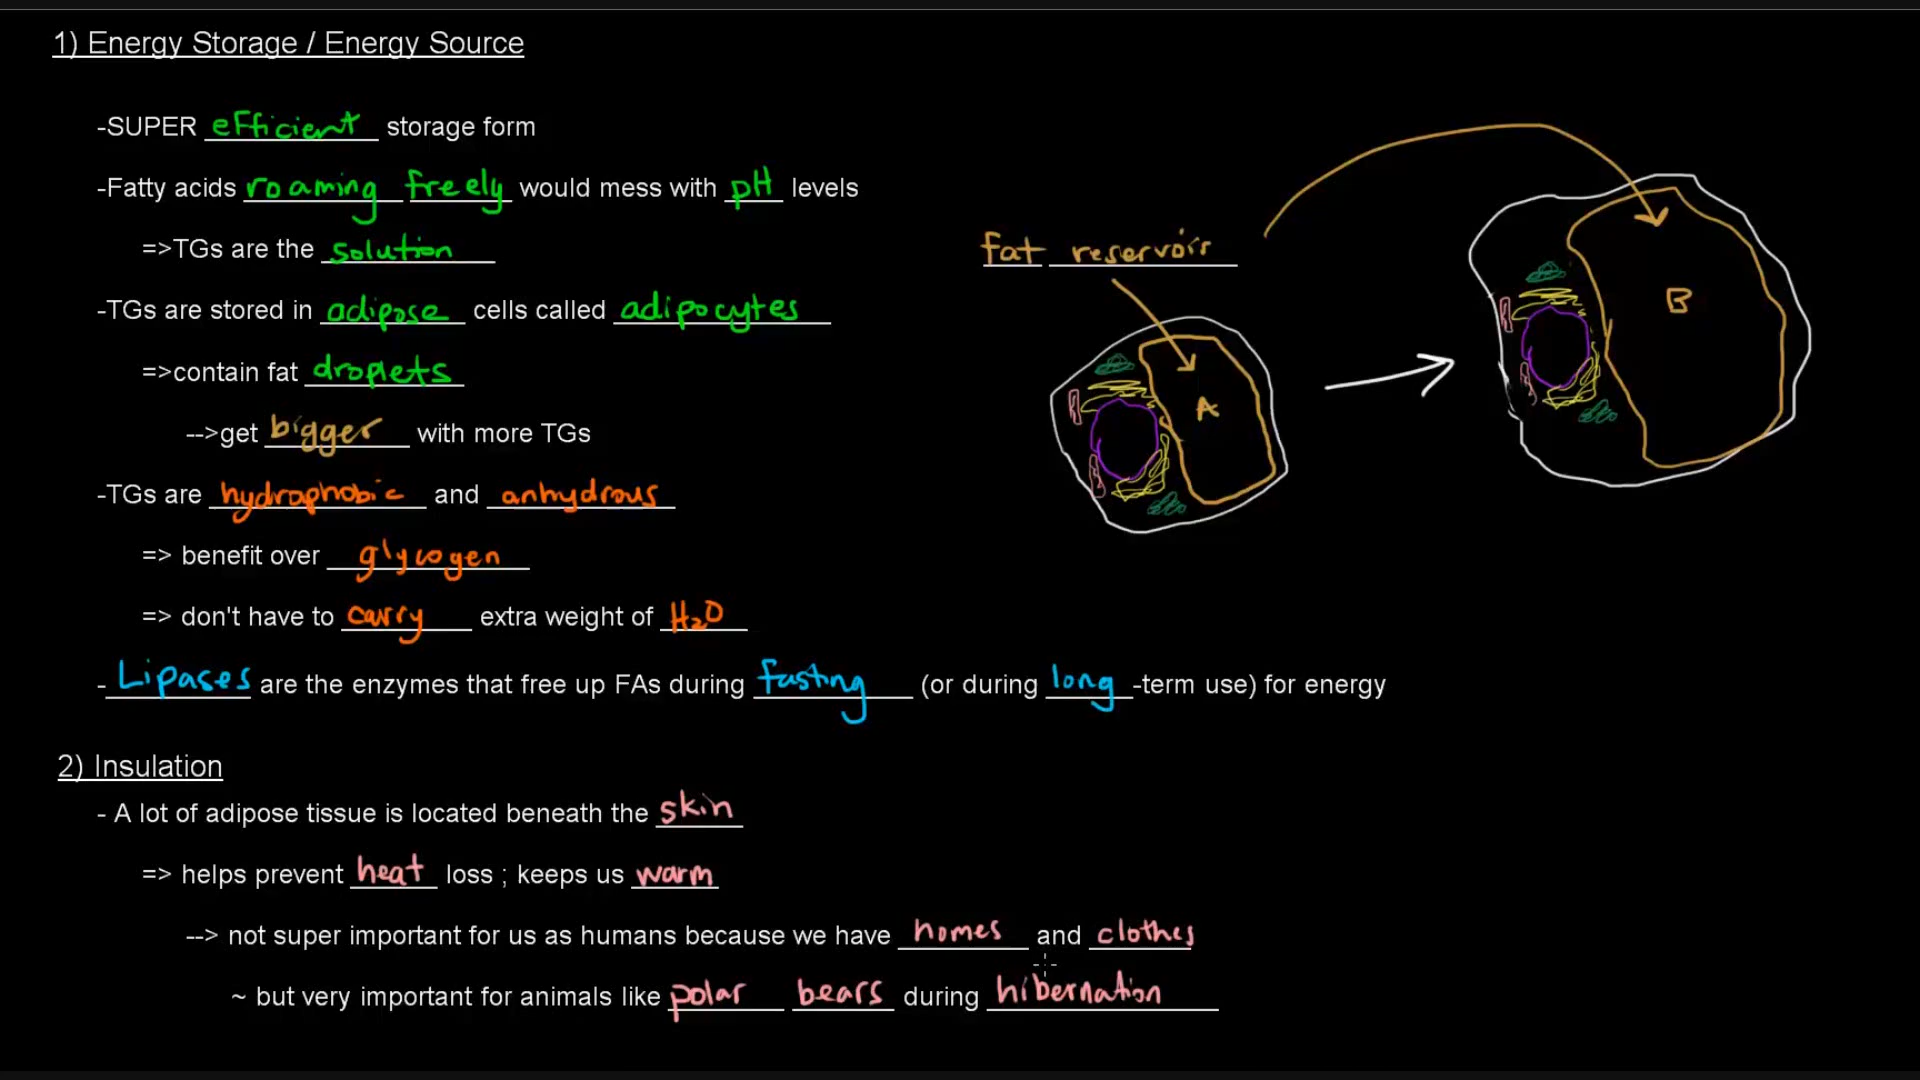 1) Energy Storage / Energy Source
-SUPER efficient storage form
-Fatty acids roaming freely would mess with pH levels
=>TGs are the solution
-TGs are stored in adipose cells called adipocytes
=>contain fat droplets
-->get bigger with more TGs
-TGs are hydrophobic and anhydrous
=> benefit over glycogen
=> don't have to carry extra weight of H₂O
-Lipases are the enzymes that free up FAs during fasting (or during long-term use) for energy
fat reservoir
A
B
2) Insulation
- A lot of adipose tissue is located beneath the skin
=> helps prevent heat loss ; keeps us warm
--> not super important for us as humans because we have homes and clothes
~ but very important for animals like polar bears during hibernation